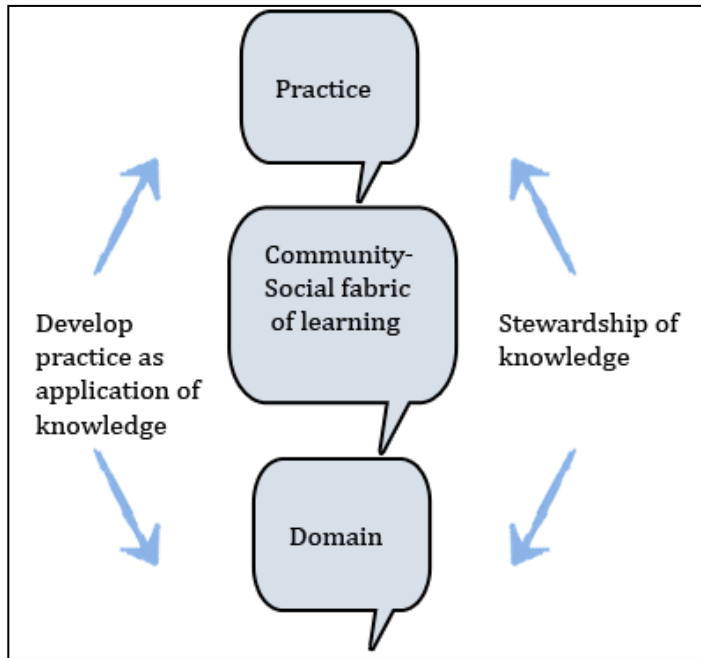 Practice
Community-
Social fabric
of learning
Develop
practice as
application of
knowledge
Stewardship of
knowledge
Domain